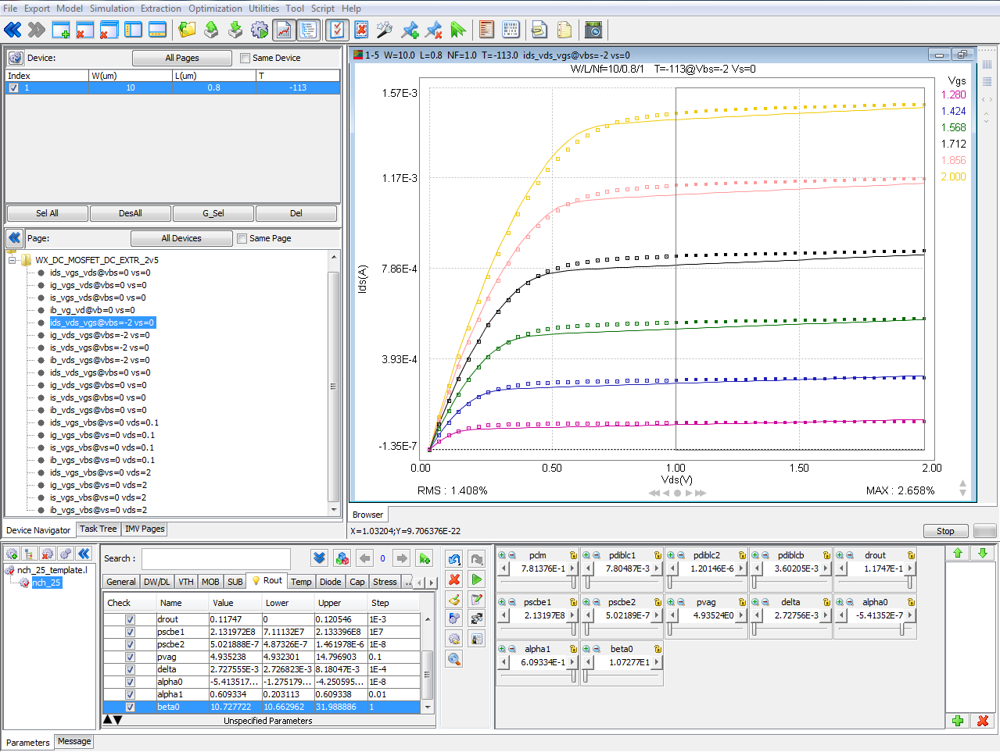 File Export Model Simulation Extraction Optimization Utilities Tool Script Help
Device: All Pages Same Device
Index W(um) L(um) T
1 10 0.8 -113
Sel All DesAll G_Sel Del
Page: All Devices Same Page
WX_DC_MOSFET_DC_EXTR_2v5
ids_vgs_vds@vbs=0 vs=0
ig_vgs_vds@vbs=0 vs=0
is_vgs_vds@vbs=0 vs=0
ib_vg_vd@vb=0 vs=0
ids_vds_vgs@vbs=-2 vs=0
ig_vds_vgs@vbs=-2 vs=0
is_vds_vgs@vbs=-2 vs=0
ib_vds_vgs@vbs=-2 vs=0
ids_vds_vgs@vbs=0 vs=0
ig_vds_vgs@vbs=0 vs=0
is_vds_vgs@vbs=0 vs=0
ib_vds_vgs@vbs=0 vs=0
ids_vgs_vbs@vs=0 vds=0.1
ig_vgs_vbs@vs=0 vds=0.1
is_vgs_vbs@vs=0 vds=0.1
ib_vgs_vbs@vs=0 vds=0.1
ids_vgs_vbs@vs=0 vds=2
ig_vgs_vbs@vs=0 vds=2
is_vgs_vbs@vs=0 vds=2
ib_vgs_vbs@vs=0 vds=2
Device Navigator Task Tree IMV Pages
1-5 W=10.0 L=0.8 NF=1.0 T=-113.0 ids_vds_vgs@vbs=-2 vs=0
W/L/Nf=10/0.8/1 T=-113@Vbs=-2 Vs=0
Vgs
1.280
1.424
1.568
1.712
1.856
2.000
1.57E-3
1.17E-3
7.86E-4
3.93E-4
-1.35E-7
Ids(A)
0.00 0.50 1.00 1.50 2.00
Vds(V)
RMS : 1.408% MAX : 2.658%
Browser
X=1.03204;Y=9.706376E-22 Stop
nch_25_template.l
nch_25
Search : 0
General DW/DL VTH MOB SUB Rout Temp Diode Cap Stress ..
Check Name Value Lower Upper Step
drout 0.11747 0 0.120546 1E-3
pscbe1 2.131972E8 7.11132E7 2.133396E8 1E7
pscbe2 5.021888E-7 4.87326E-7 1.461978E-6 1E-8
pvag 4.935238 4.932301 14.796903 0.1
delta 2.727555E-3 2.726823E-3 8.18047E-3 1E-4
alpha0 -5.413517... -1.275179... -4.250595... 1E-8
alpha1 0.609334 0.203113 0.609338 0.01
beta0 10.727722 10.662962 31.988886 1
Unspecified Parameters
pclm pdiblc1 pdiblc2 pdiblcb drout
7.81376E-1 7.80487E-3 1.20146E-6 3.60205E-3 1.1747E-1
pscbe1 pscbe2 pvag delta alpha0
2.13197E8 5.02189E-7 4.93524E0 2.72756E-3 -5.41352E-7
alpha1 beta0
6.09334E-1 1.07277E1
Parameters Message